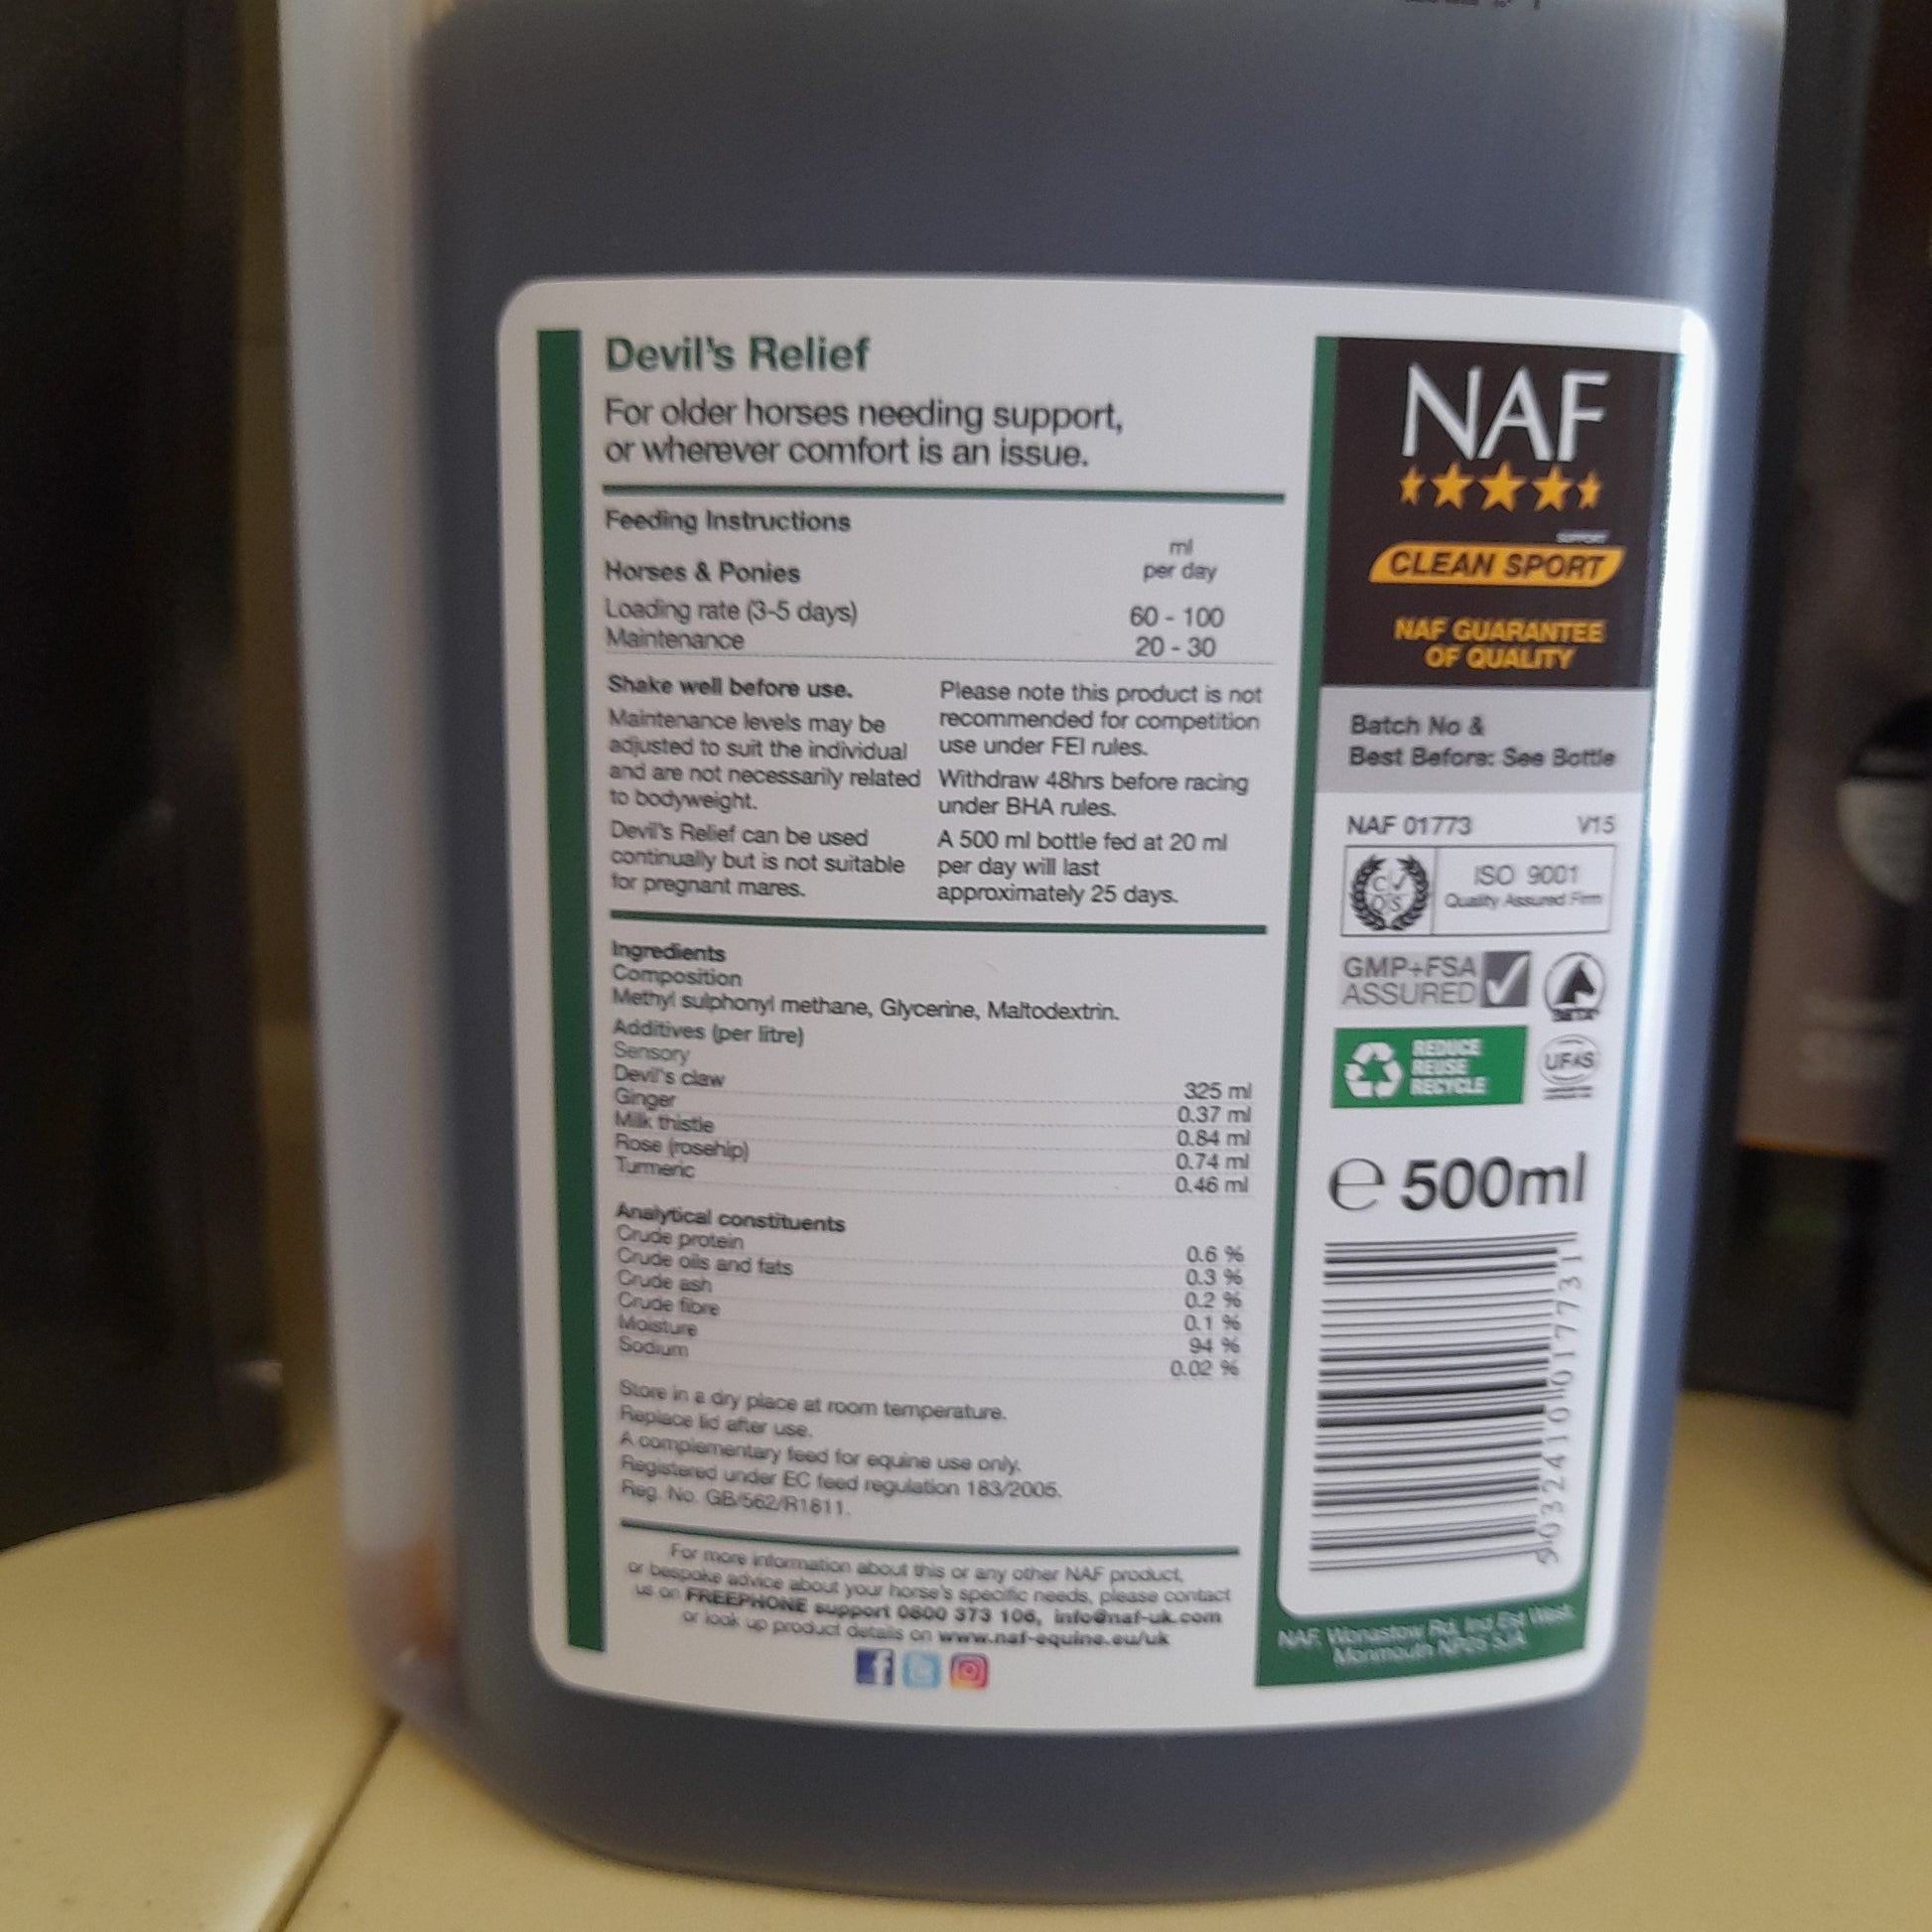 Devil's Relief
For older horses needing support,
or wherever comfort is an issue.
Feeding Instructions
ml
Horses & Ponies per day
Loading rate (3-5 days) 60 - 100
Maintenance 20 - 30
Shake well before use.
Maintenance levels may be
adjusted to suit the individual
and are not necessarily related
to bodyweight.
Devil's Relief can be used
continually but is not suitable
for pregnant mares.
Please note this product is not
recommended for competition
use under FEI rules.
Withdraw 48hrs before racing
under BHA rules.
A 500 ml bottle fed at 20 ml
per day will last
approximately 25 days.
Ingredients
Composition
Methyl sulphonyl methane, Glycerine, Maltodextrin.
Additives (per litre)
Sensory
Devil's claw 325 ml
Ginger 0.37 ml
Milk thistle 0.84 ml
Rose (rosehip) 0.74 ml
Turmeric 0.46 ml
Analytical constituents
Crude protein 0.6 %
Crude oils and fats 0.3 %
Crude ash 0.2 %
Crude fibre 0.1 %
Moisture 94 %
Sodium 0.02 %
Store in a dry place at room temperature.
Replace lid after use.
A complementary feed for equine use only.
Registered under EC feed regulation 183/2005.
Reg. No. GB/562/R1811.
For more information about this or any other NAF product,
or bespoke advice about your horse's specific needs, please contact
us on FREEPHONE support 0800 373 106, info@naf-uk.com
or look up product details on www.naf-equine.eu/uk
NAF
SUPPORT
CLEAN SPORT
NAF GUARANTEE
OF QUALITY
Batch No &
Best Before: See Bottle
NAF 01773 V15
CQS
ISO 9001
Quality Assured Firm
GMP+FSA
ASSURED
BETA
REDUCE
REUSE
RECYCLE
UFAS
e 500ml
5 032410 017731
NAF, Wonastow Rd, Ind Est West
Monmouth NP25 5JA